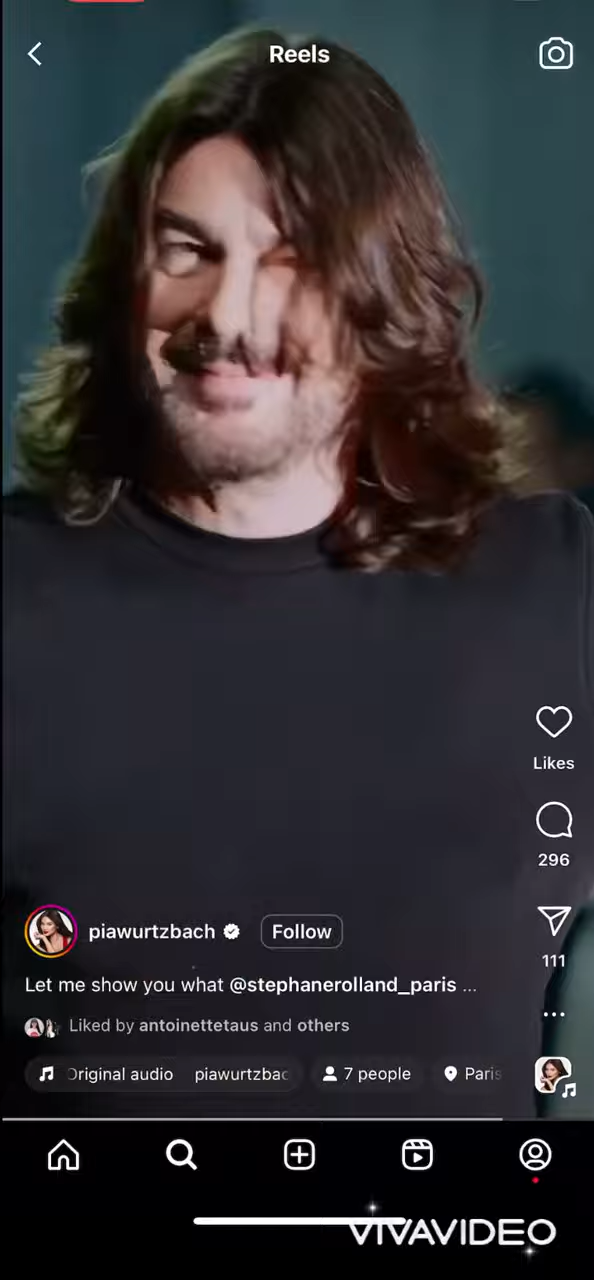 Reels
Likes
296
piawurtzbach Follow
111
Let me show you what @stephanerolland_paris ...
Liked by antoinettetaus and others
Original audio piawurtzbac 7 people Paris
VIVAVIDEO